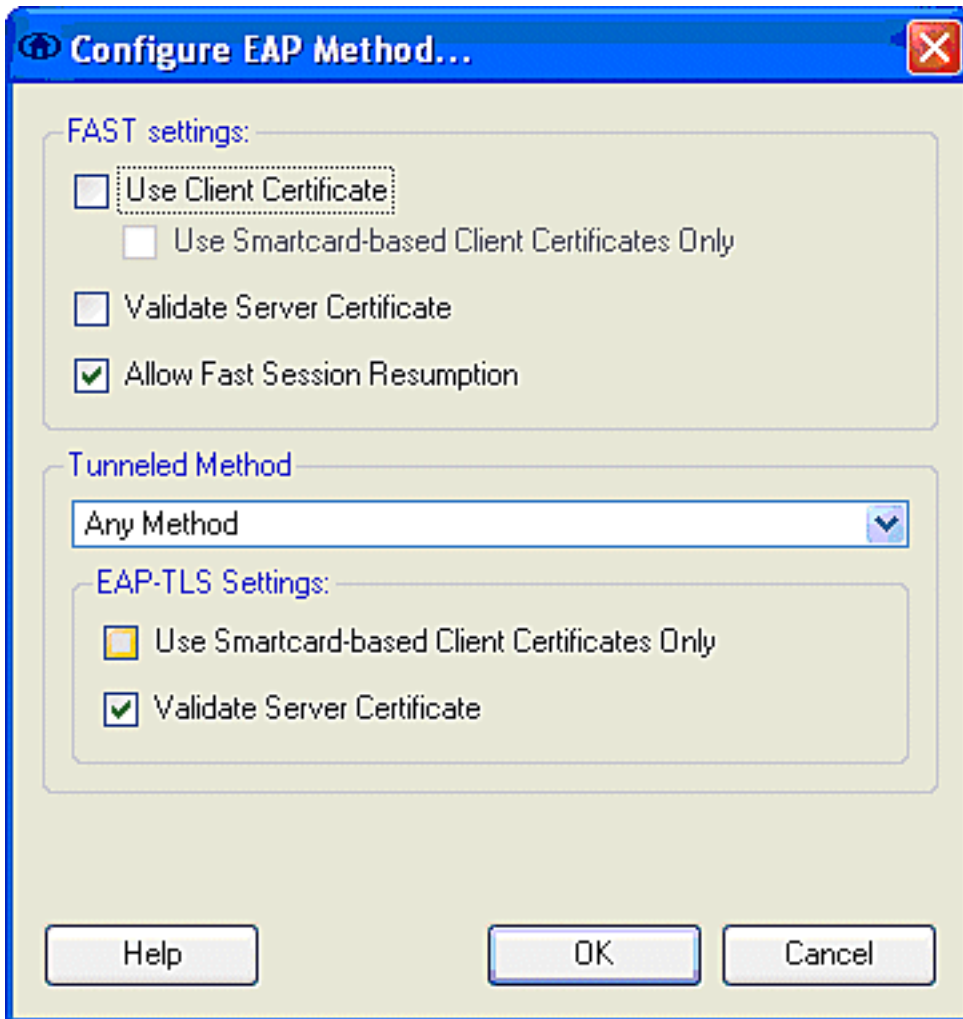 Configure EAP Method...
FAST settings:
Use Client Certificate
Use Smartcard-based Client Certificates Only
Validate Server Certificate
Allow Fast Session Resumption
Tunneled Method
Any Method
EAP-TLS Settings:
Use Smartcard-based Client Certificates Only
Validate Server Certificate
Help OK Cancel